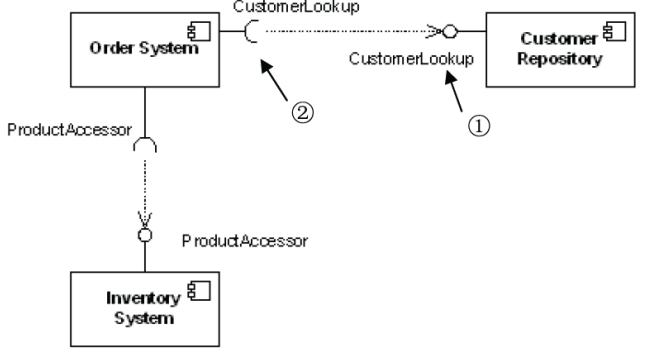 CustomerLookup
Order System
Customer
Repository
CustomerLookup
②
①
ProductAccessor
ProductAccessor
Inventory
System